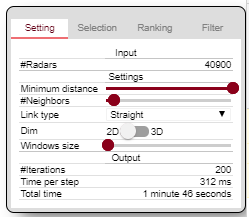 Setting Selection Ranking Filter
Input
#Radars 40900
Settings
Minimum distance
#Neighbors
Link type Straight
Dim 2D 3D
Windows size
Output
#Iterations 200
Time per step 312 ms
Total time 1 minute 46 seconds